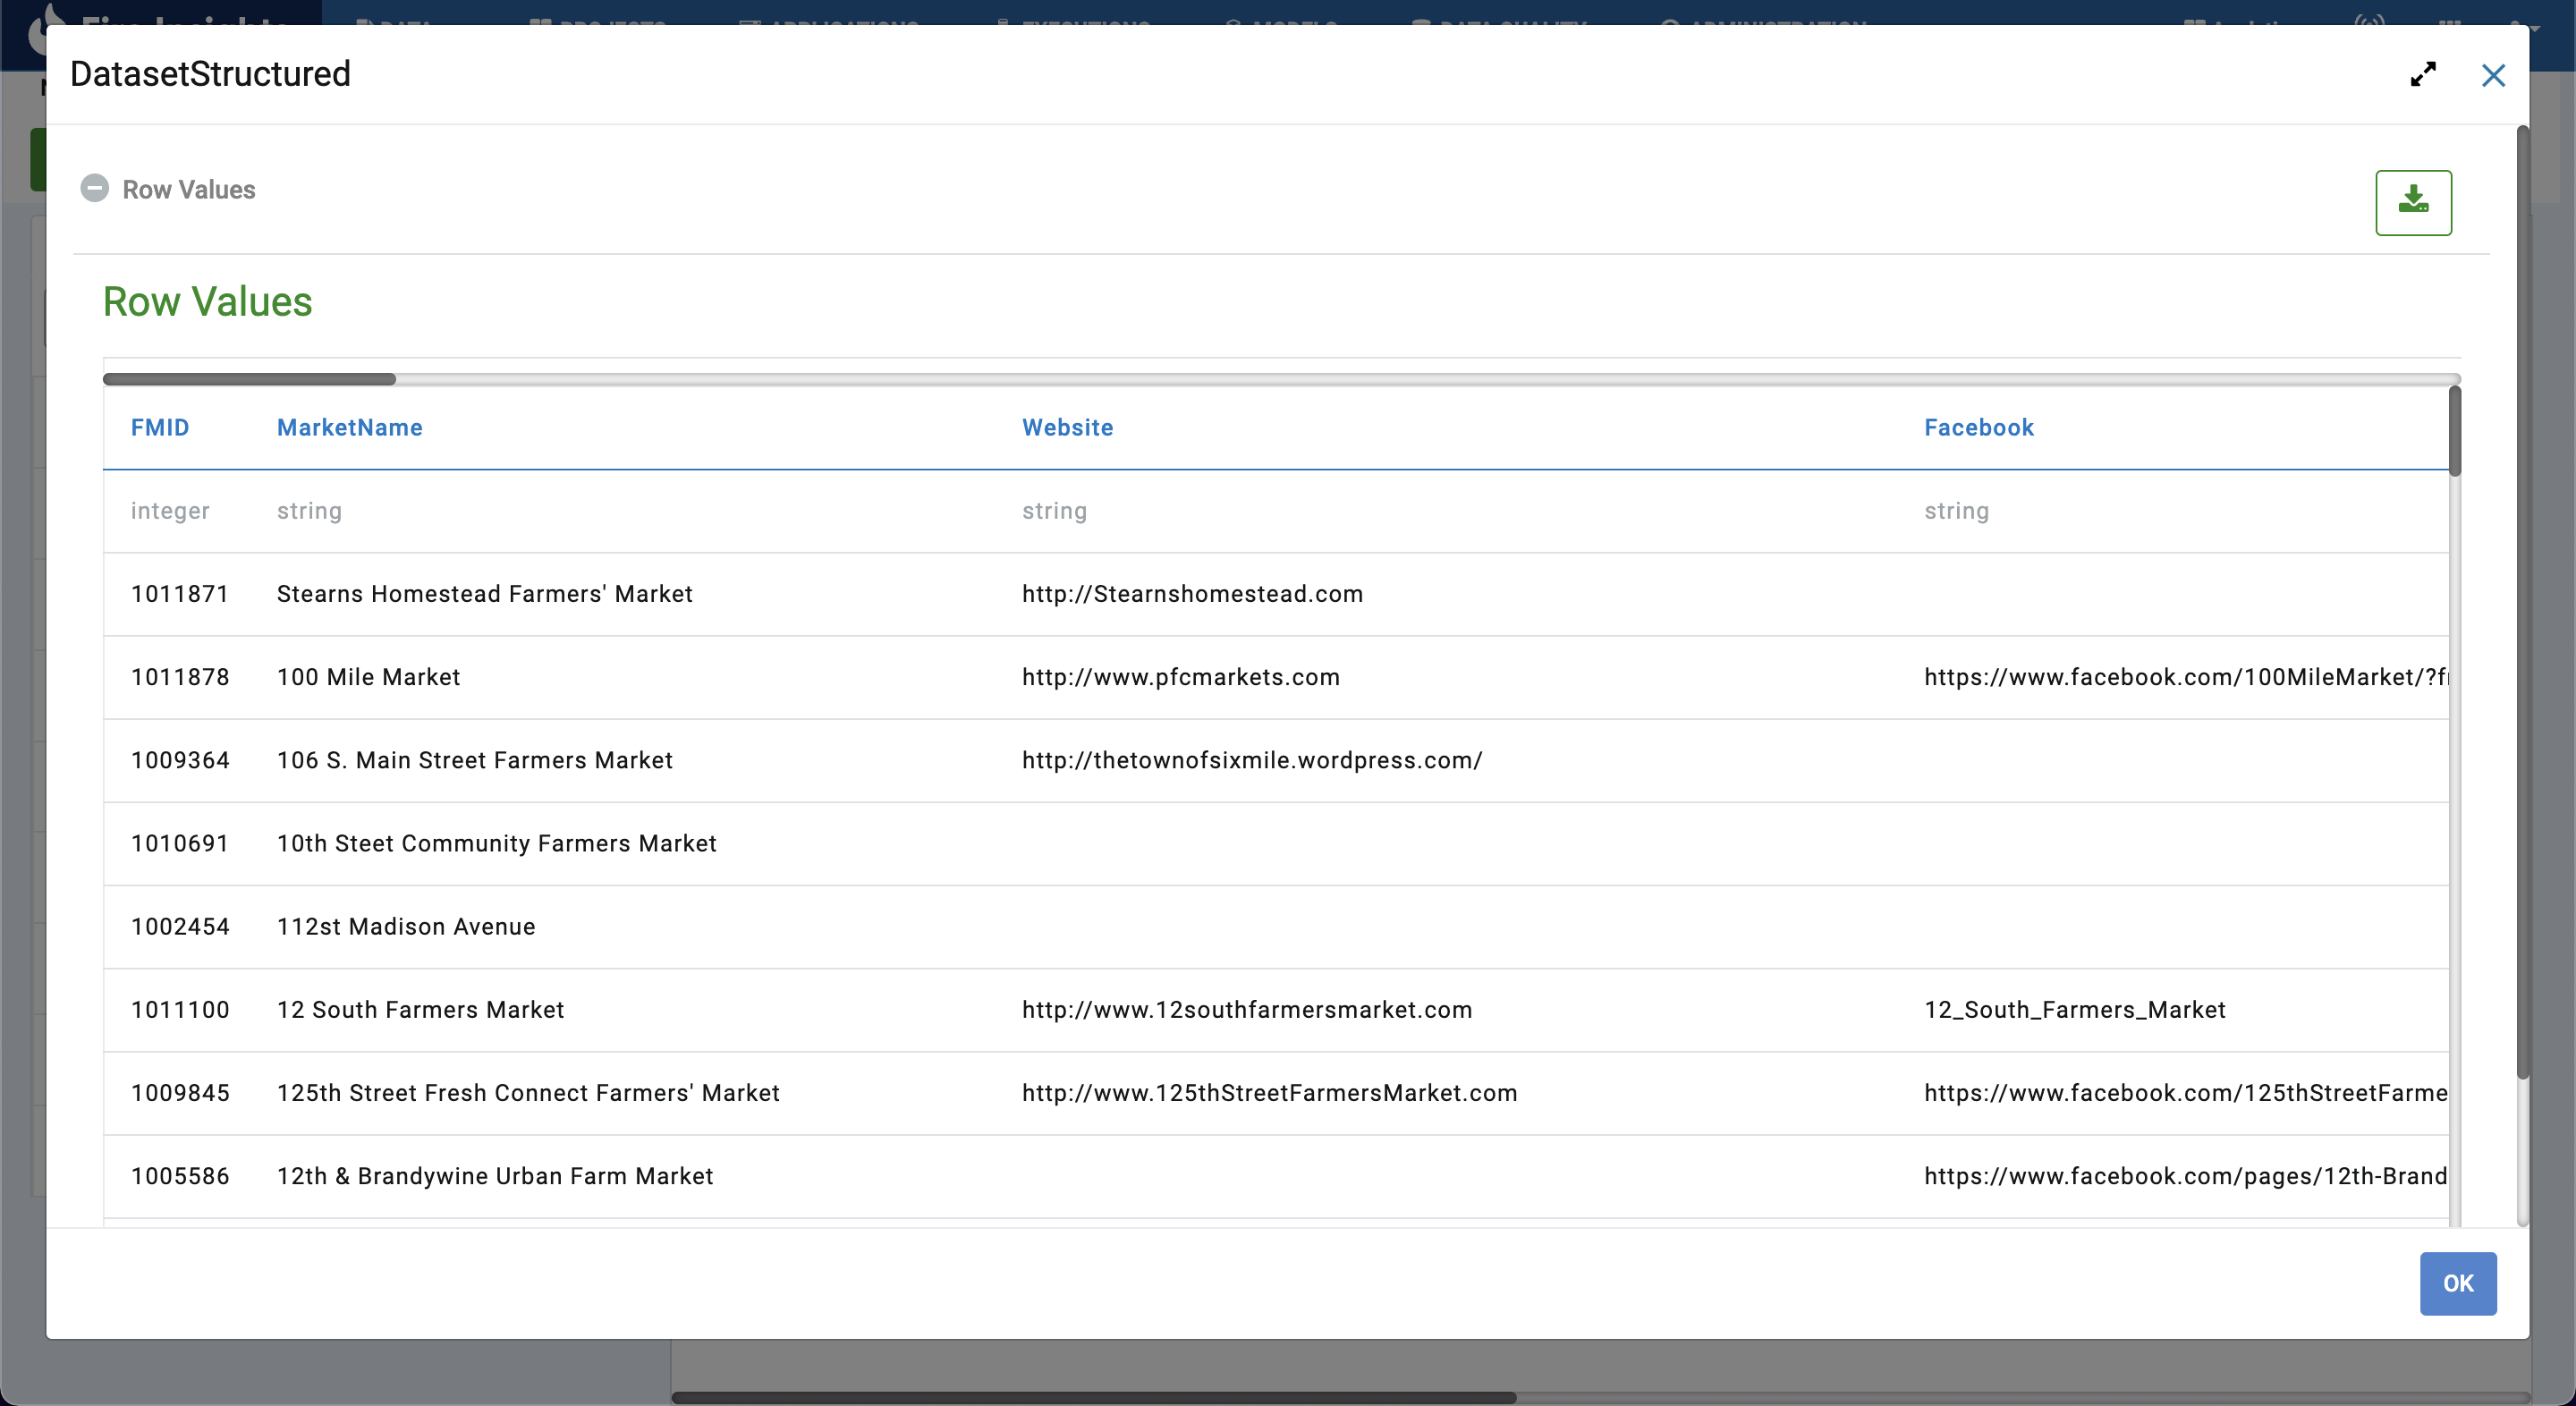 DatasetStructured
Row Values
Row Values
FMID MarketName Website Facebook
integer string string string
1011871 Stearns Homestead Farmers' Market http://Stearnshomestead.com
1011878 100 Mile Market http://www.pfcmarkets.com https://www.facebook.com/100MileMarket/?f
1009364 106 S. Main Street Farmers Market http://thetownofsixmile.wordpress.com/
1010691 10th Steet Community Farmers Market
1002454 112st Madison Avenue
1011100 12 South Farmers Market http://www.12southfarmersmarket.com 12_South_Farmers_Market
1009845 125th Street Fresh Connect Farmers' Market http://www.125thStreetFarmersMarket.com https://www.facebook.com/125thStreetFarme
1005586 12th & Brandywine Urban Farm Market https://www.facebook.com/pages/12th-Brand
OK